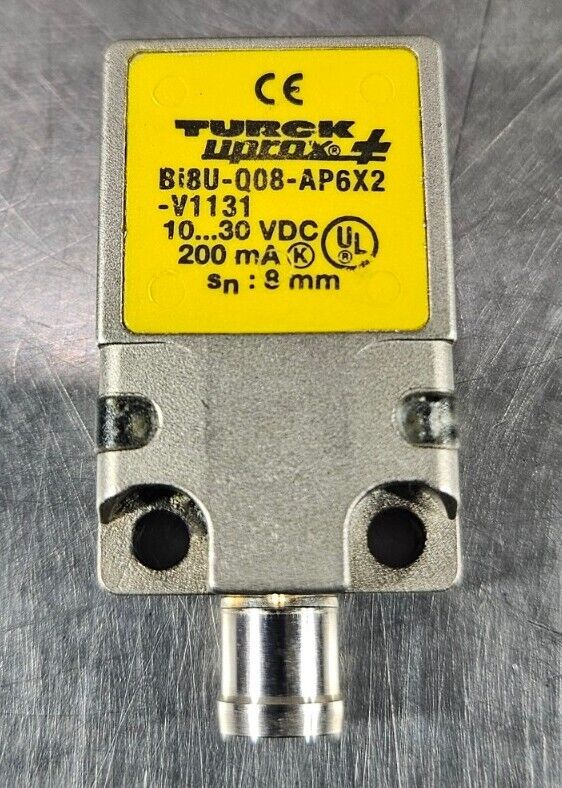 CE
TURCK
uprox®+
Bi8U-Q08-AP6X2
-V1131
10...30 VDC
200 mA K UL ®
sn : 8 mm